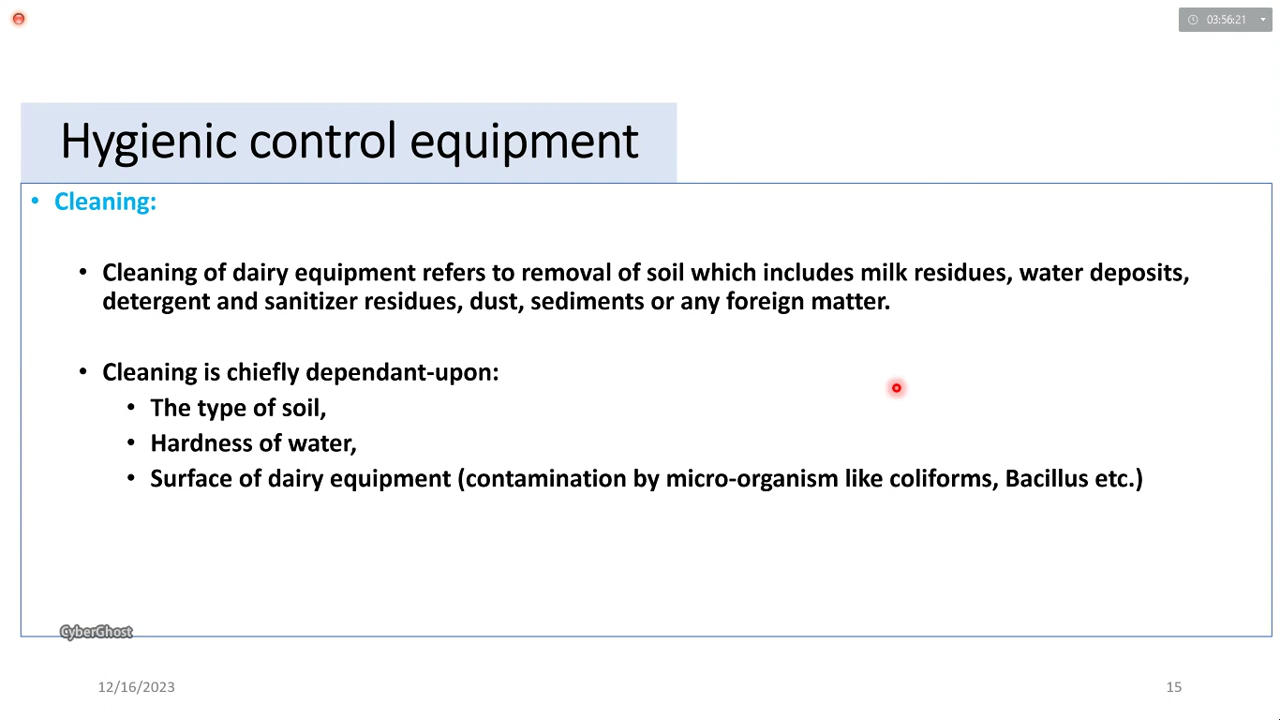 03:56:21
Hygienic control equipment
• Cleaning:
• Cleaning of dairy equipment refers to removal of soil which includes milk residues, water deposits,
detergent and sanitizer residues, dust, sediments or any foreign matter.
• Cleaning is chiefly dependant-upon:
• The type of soil,
• Hardness of water,
• Surface of dairy equipment (contamination by micro-organism like coliforms, Bacillus etc.)
CyberGhost
12/16/2023
15